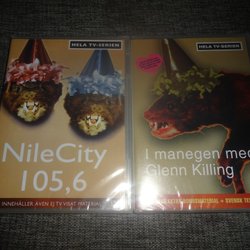 HELA TV-SERIEN
NileCity
105,6
INNEHÅLLER ÄVEN EJ TV-VISAT MATERIAL
HELA TV-SERIEN
I manegen med
Glenn Killing